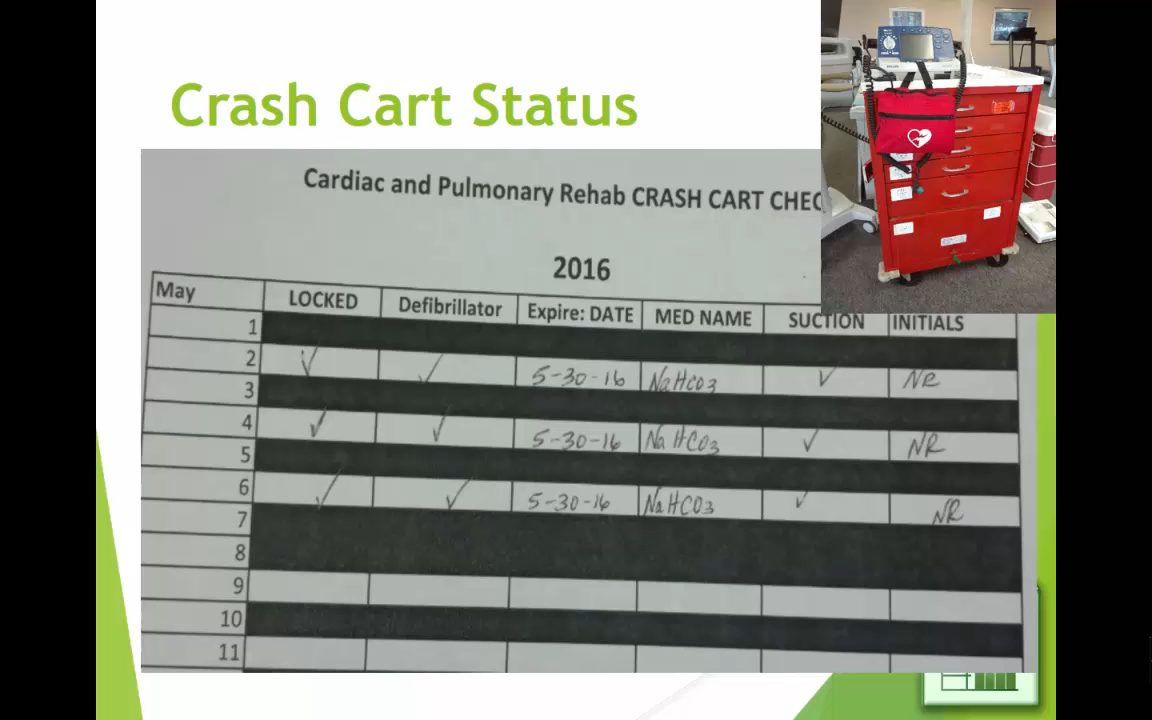 Crash Cart Status
Cardiac and Pulmonary Rehab CRASH CART CHEC
2016
May LOCKED Defibrillator Expire: DATE MED NAME SUCTION INITIALS
1
2 ✓ ✓ 5-30-16 NaHCO3 ✓ NR
3
4 ✓ ✓ 5-30-16 NaHCO3 ✓ NR
5
6 ✓ ✓ 5-30-16 NaHCO3 ✓ NR
7
8
9
10
11